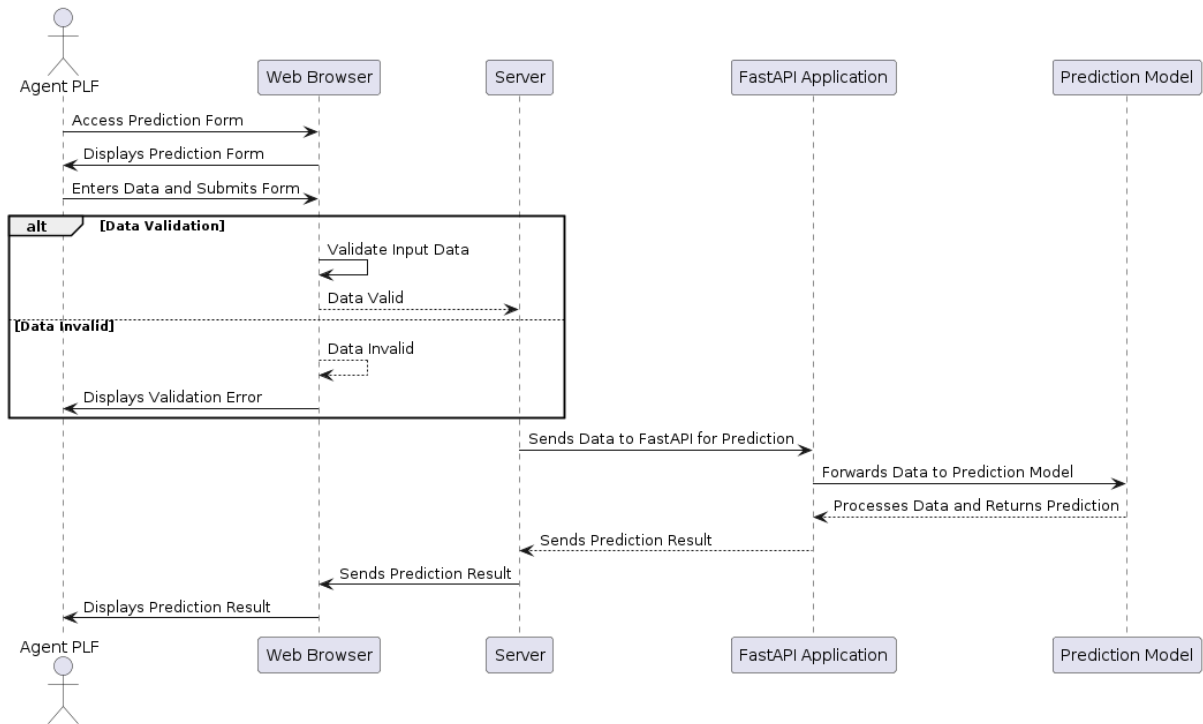 Agent PLF
Web Browser
Server
FastAPI Application
Prediction Model
Access Prediction Form
Displays Prediction Form
Enters Data and Submits Form
alt
[Data Validation]
Validate Input Data
Data Valid
[Data Invalid]
Data Invalid
Displays Validation Error
Sends Data to FastAPI for Prediction
Forwards Data to Prediction Model
Processes Data and Returns Prediction
Sends Prediction Result
Sends Prediction Result
Displays Prediction Result
Agent PLF
Web Browser
Server
FastAPI Application
Prediction Model